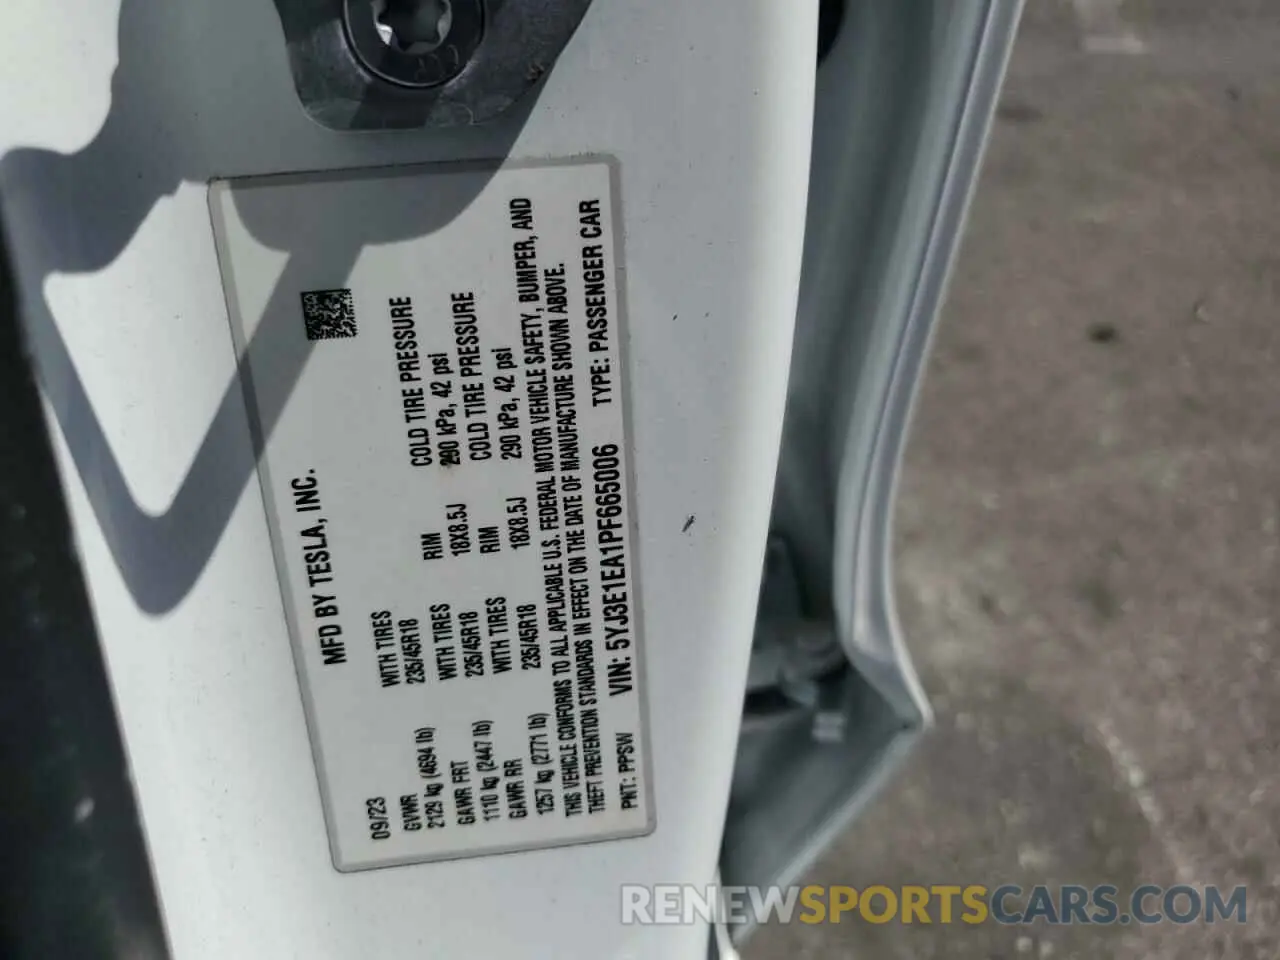 MFD BY TESLA, INC.
09/23
GVWR WITH TIRES RIM COLD TIRE PRESSURE
2129 kg (4694 lb) 235/45R18 18X8.5J 290 kPa, 42 psi
GAWR FRT WITH TIRES RIM COLD TIRE PRESSURE
1110 kg (2447 lb) 235/45R18 18X8.5J 290 kPa, 42 psi
GAWR RR WITH TIRES
1257 kg (2771 lb) 235/45R18
THIS VEHICLE CONFORMS TO ALL APPLICABLE U.S. FEDERAL MOTOR VEHICLE SAFETY, BUMPER, AND
THEFT PREVENTION STANDARDS IN EFFECT ON THE DATE OF MANUFACTURE SHOWN ABOVE.
PNT: PPSW VIN: 5YJ3E1EA1PF665006 TYPE: PASSENGER CAR
RENEWSPORTSCARS.COM